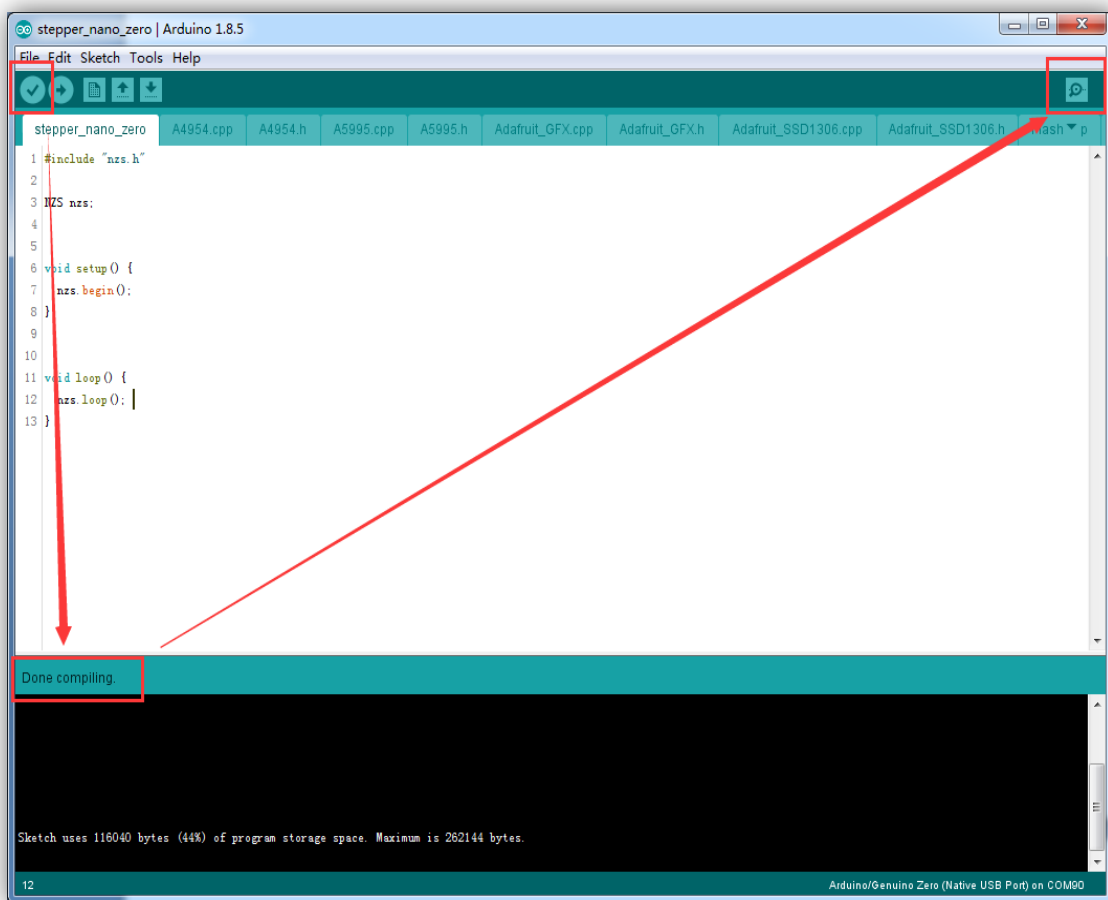 stepper_nano_zero | Arduino 1.8.5
File Edit Sketch Tools Help
stepper_nano_zero A4954.cpp A4954.h A5995.cpp A5995.h Adafruit_GFX.cpp Adafruit_GFX.h Adafruit_SSD1306.cpp Adafruit_SSD1306.h Flash p
1 #include "nzs.h"
2
3 NZS nzs;
4
5
6 void setup() {
7 nzs.begin();
8 }
9
10
11 void loop() {
12 nzs.loop();
13 }
Done compiling.
Sketch uses 116040 bytes (44%) of program storage space. Maximum is 262144 bytes.
12 Arduino/Genuino Zero (Native USB Port) on COM90